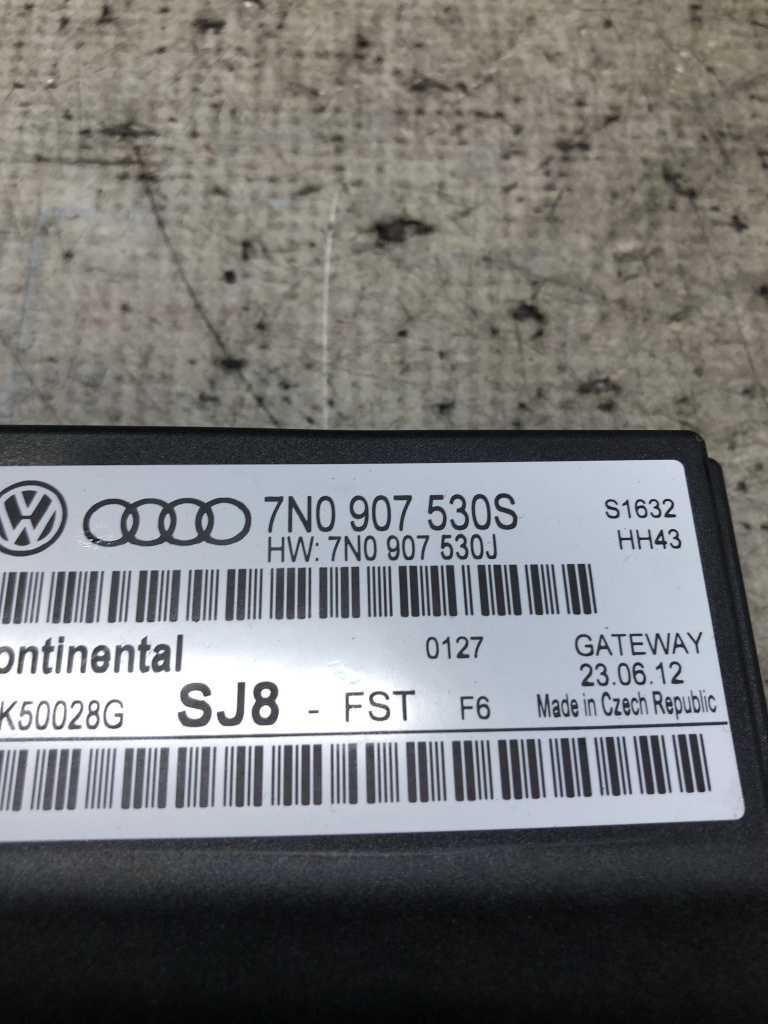 7N0 907 530S
S1632
HW: 7N0 907 530J
HH43
ontinental
0127
GATEWAY
23.06.12
K50028G
SJ8 - FST F6
Made in Czech Republic